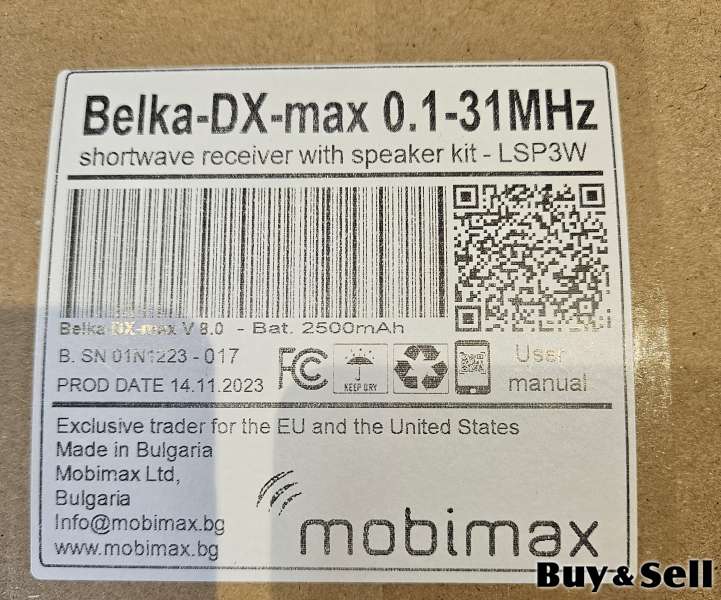 Belka-DX-max 0.1-31MHz
shortwave receiver with speaker kit - LSP3W
Belka-DX-max V 8.0 - Bat. 2500mAh
B. SN 01N1223 - 017
PROD DATE 14.11.2023
FC
KEEP DRY
User
manual
Exclusive trader for the EU and the United States
Made in Bulgaria
Mobimax Ltd,
Bulgaria
Info@mobimax.bg
www.mobimax.bg
mobimax
Buy&Sell